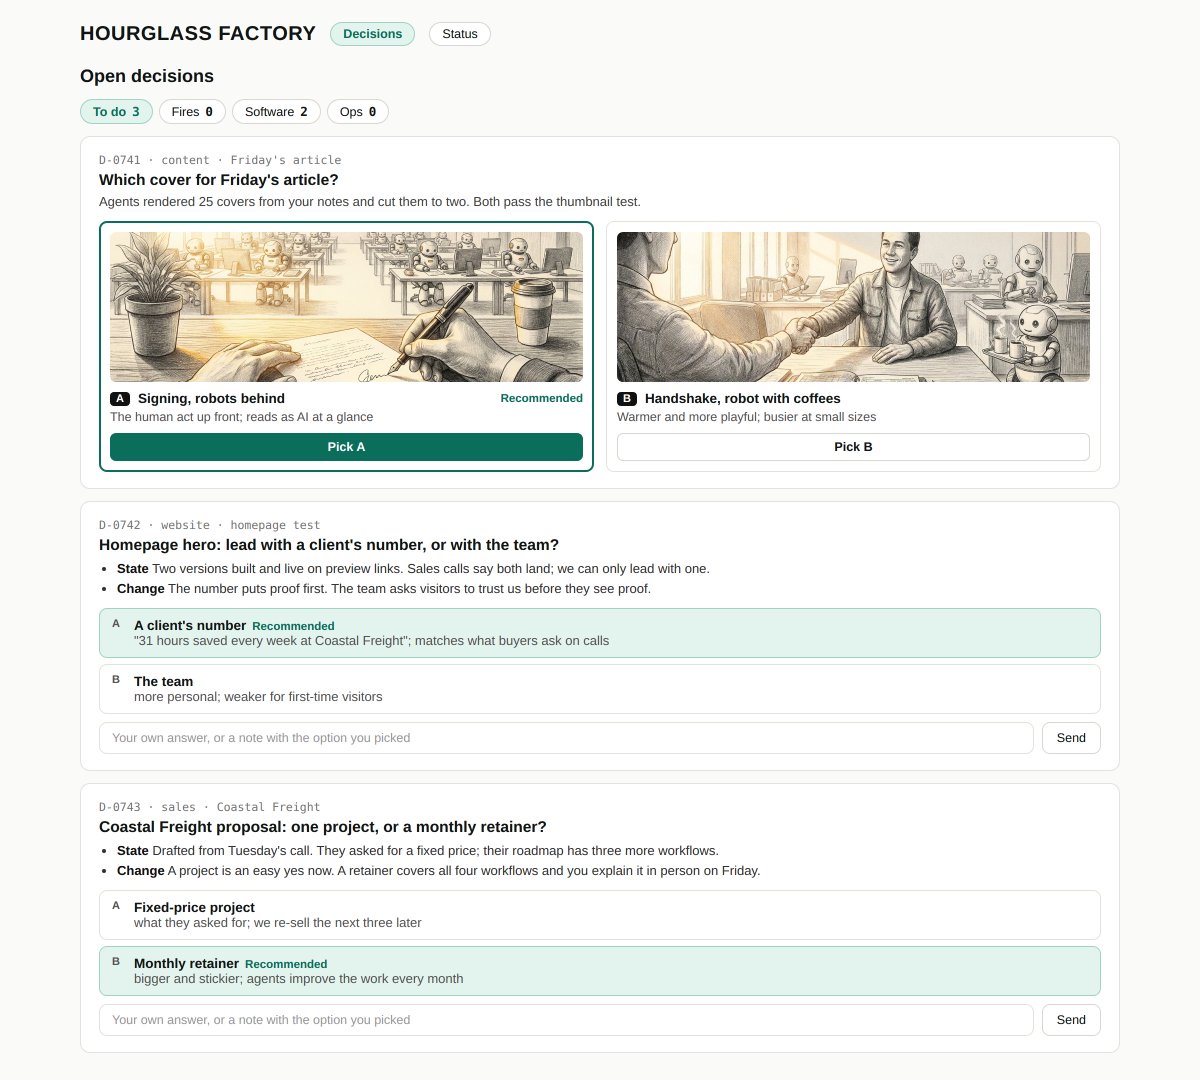 HOURGLASS FACTORY Decisions Status
Open decisions
To do 3 Fires 0 Software 2 Ops 0
D-0741 · content · Friday's article
Which cover for Friday's article?
Agents rendered 25 covers from your notes and cut them to two. Both pass the thumbnail test.
A Signing, robots behind Recommended
The human act up front; reads as AI at a glance
Pick A
B Handshake, robot with coffees
Warmer and more playful; busier at small sizes
Pick B
D-0742 · website · homepage test
Homepage hero: lead with a client's number, or with the team?
• State Two versions built and live on preview links. Sales calls say both land; we can only lead with one.
• Change The number puts proof first. The team asks visitors to trust us before they see proof.
A A client's number Recommended
"31 hours saved every week at Coastal Freight"; matches what buyers ask on calls
B The team
more personal; weaker for first-time visitors
Your own answer, or a note with the option you picked Send
D-0743 · sales · Coastal Freight
Coastal Freight proposal: one project, or a monthly retainer?
• State Drafted from Tuesday's call. They asked for a fixed price; their roadmap has three more workflows.
• Change A project is an easy yes now. A retainer covers all four workflows and you explain it in person on Friday.
A Fixed-price project
what they asked for; we re-sell the next three later
B Monthly retainer Recommended
bigger and stickier; agents improve the work every month
Your own answer, or a note with the option you picked Send